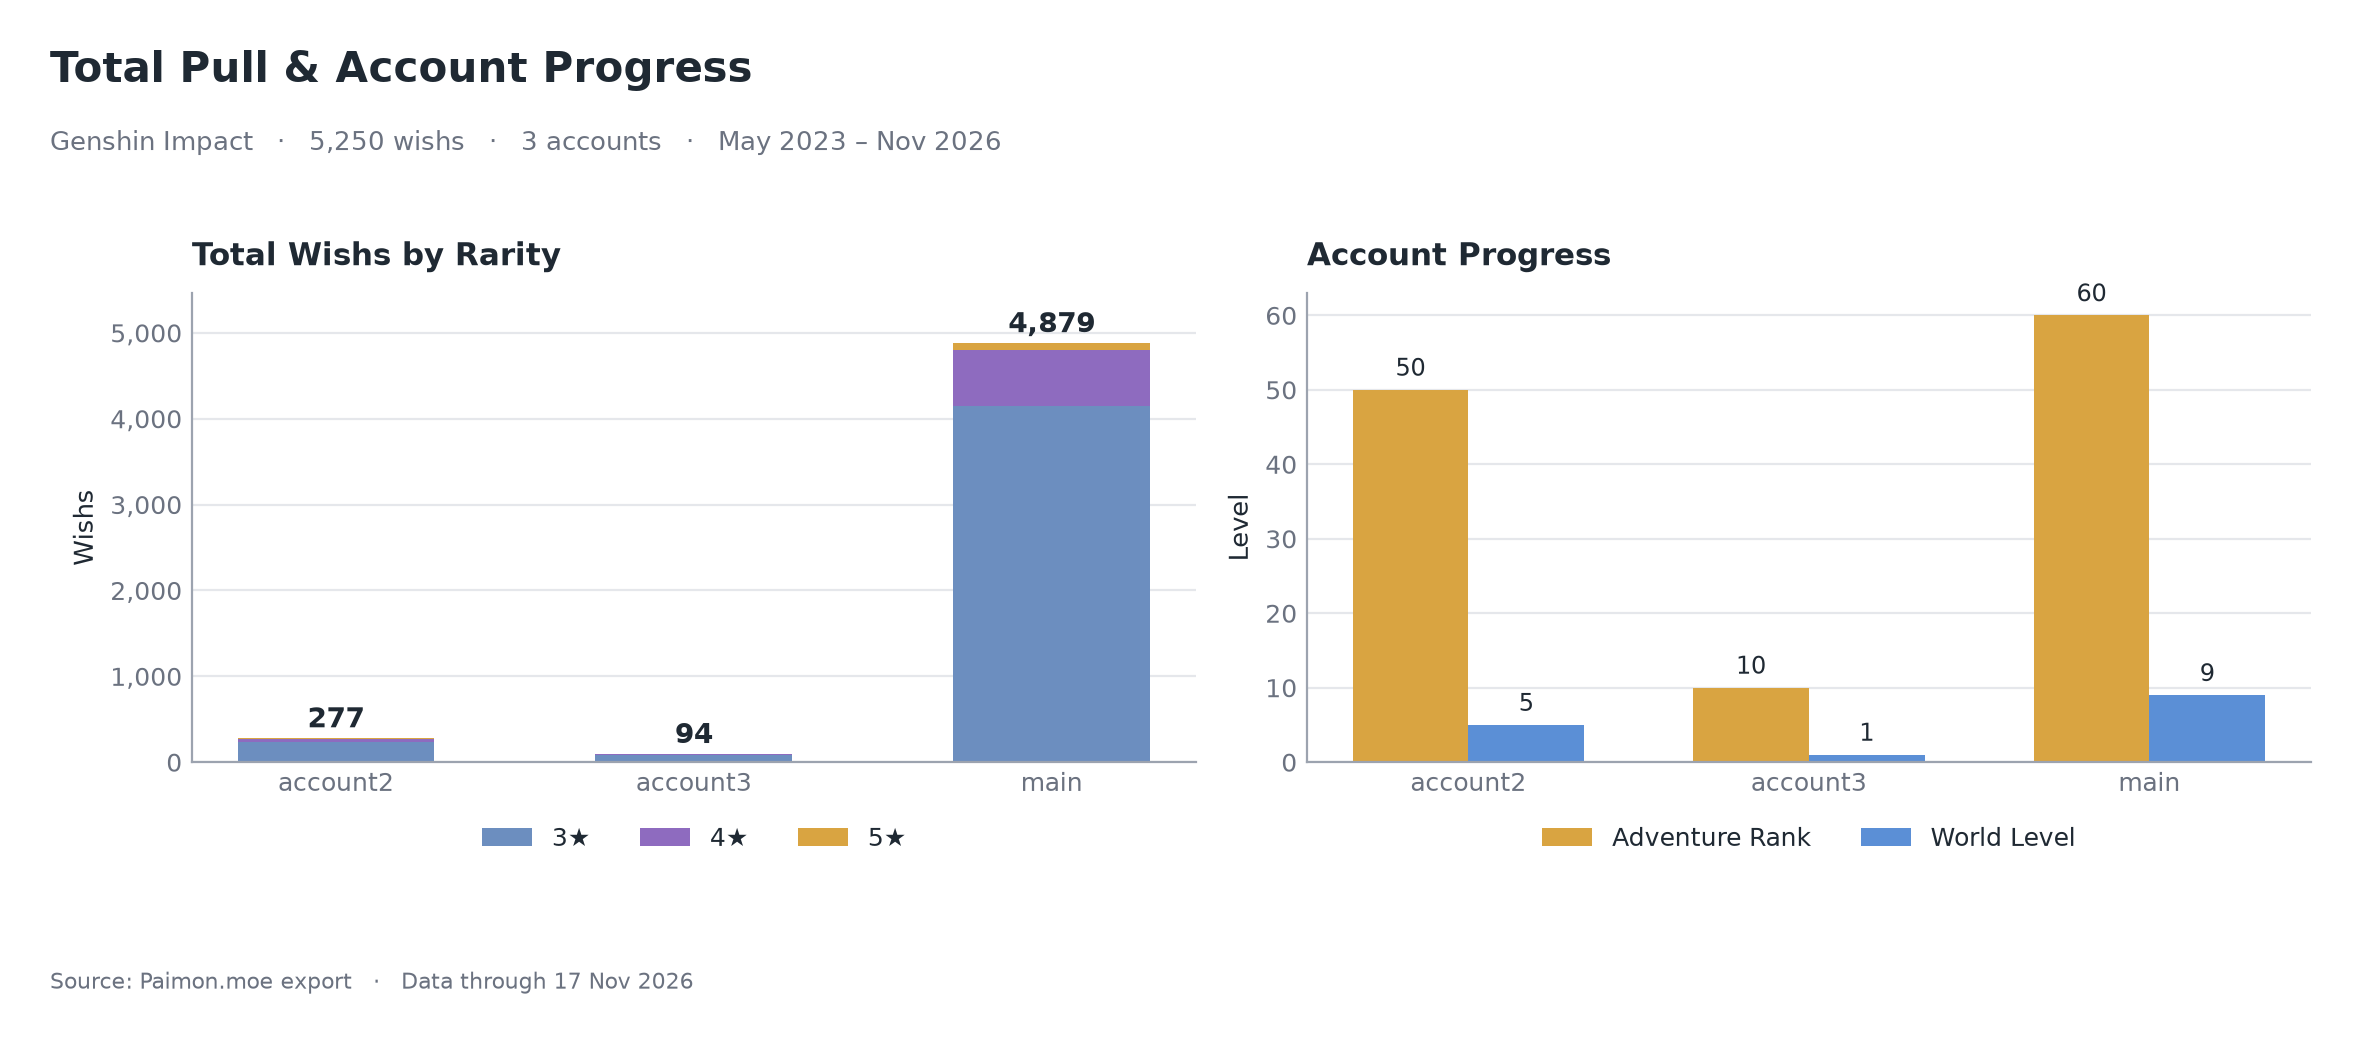 Total Pull & Account Progress
Genshin Impact · 5,250 wishs · 3 accounts · May 2023 – Nov 2026
Total Wishs by Rarity
Wishs
5,000
4,000
3,000
2,000
1,000
0
277
94
4,879
account2
account3
main
3★
4★
5★
Account Progress
Level
60
50
40
30
20
10
0
50
5
10
1
60
9
account2
account3
main
Adventure Rank
World Level
Source: Paimon.moe export · Data through 17 Nov 2026